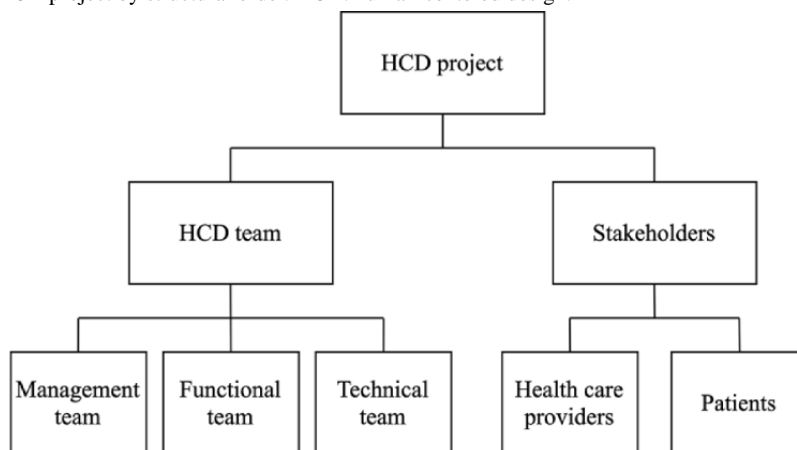 HCD project
HCD team
Stakeholders
Management
team
Functional
team
Technical
team
Health care
providers
Patients